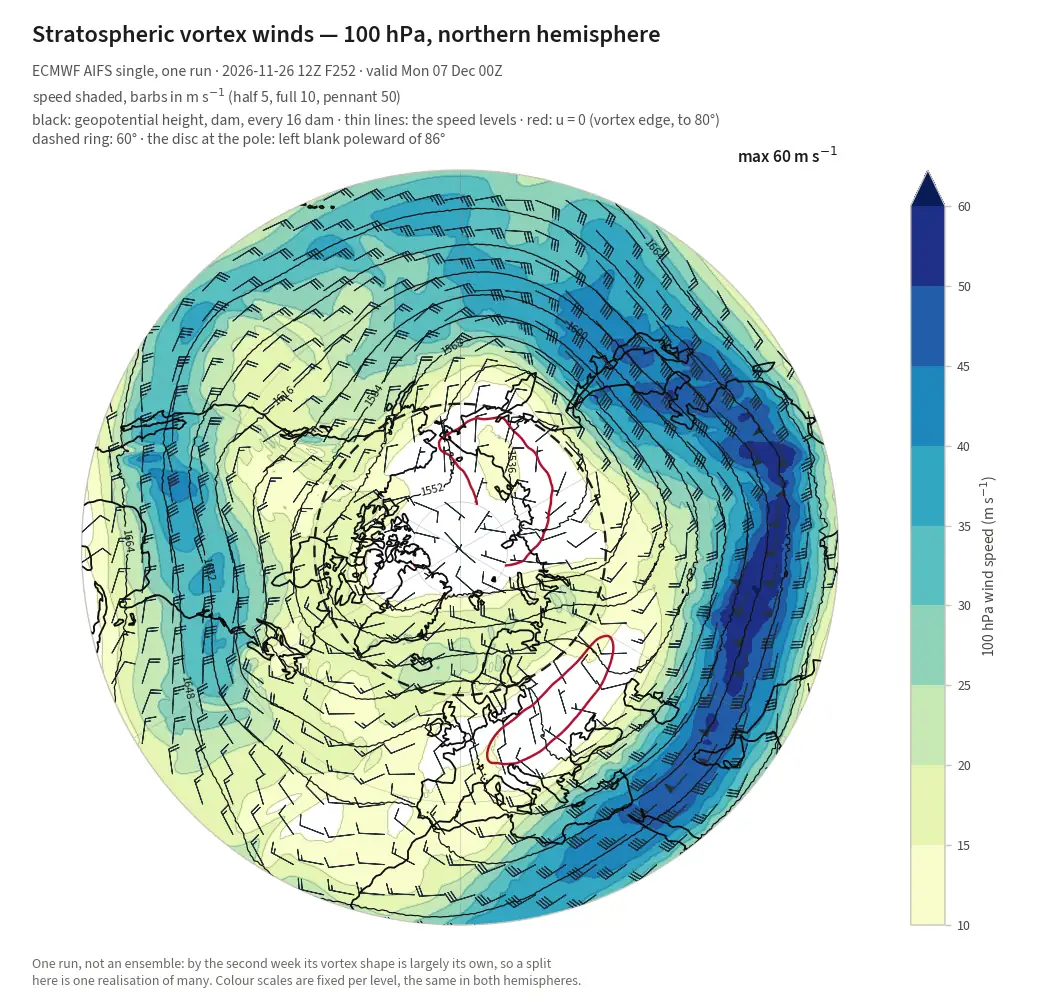 Stratospheric vortex winds — 100 hPa, northern hemisphere
ECMWF AIFS single, one run · 2026-11-26 12Z F252 · valid Mon 07 Dec 00Z
speed shaded, barbs in m s⁻¹ (half 5, full 10, pennant 50)
black: geopotential height, dam, every 16 dam · thin lines: the speed levels · red: u = 0 (vortex edge, to 80°)
dashed ring: 60° · the disc at the pole: left blank poleward of 86°
max 60 m s⁻¹
60
50
45
40
35
30
25
20
15
10
100 hPa wind speed (m s⁻¹)
1600
1616
1536
1552
1664
1648
One run, not an ensemble: by the second week its vortex shape is largely its own, so a split
here is one realisation of many. Colour scales are fixed per level, the same in both hemispheres.